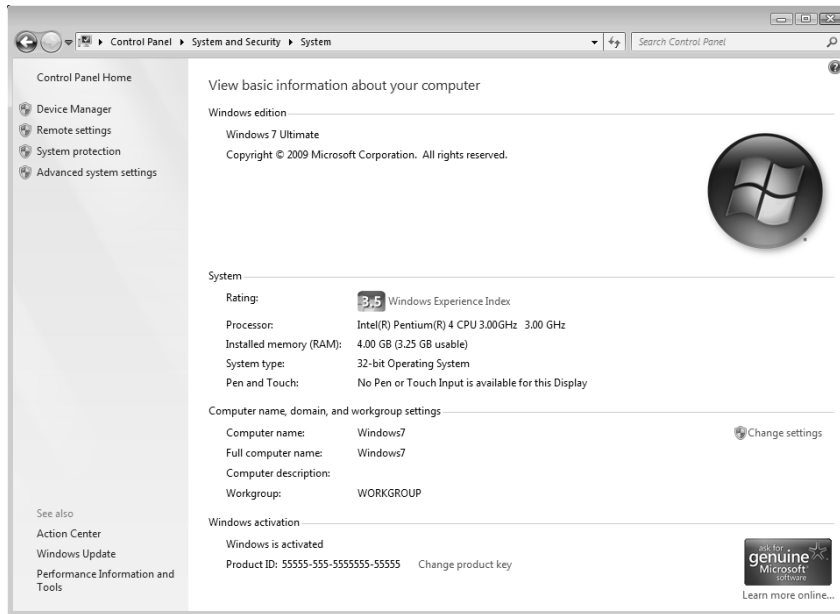 Control Panel ▸ System and Security ▸ System
Search Control Panel
Control Panel Home
Device Manager
Remote settings
System protection
Advanced system settings
View basic information about your computer
Windows edition
Windows 7 Ultimate
Copyright © 2009 Microsoft Corporation. All rights reserved.
System
Rating: 3.5 Windows Experience Index
Processor: Intel(R) Pentium(R) 4 CPU 3.00GHz 3.00 GHz
Installed memory (RAM): 4.00 GB (3.25 GB usable)
System type: 32-bit Operating System
Pen and Touch: No Pen or Touch Input is available for this Display
Computer name, domain, and workgroup settings
Computer name: Windows7 Change settings
Full computer name: Windows7
Computer description:
Workgroup: WORKGROUP
Windows activation
Windows is activated
Product ID: 55555-555-5555555-55555 Change product key
ask for
genuine
Microsoft
software
Learn more online...
See also
Action Center
Windows Update
Performance Information and
Tools